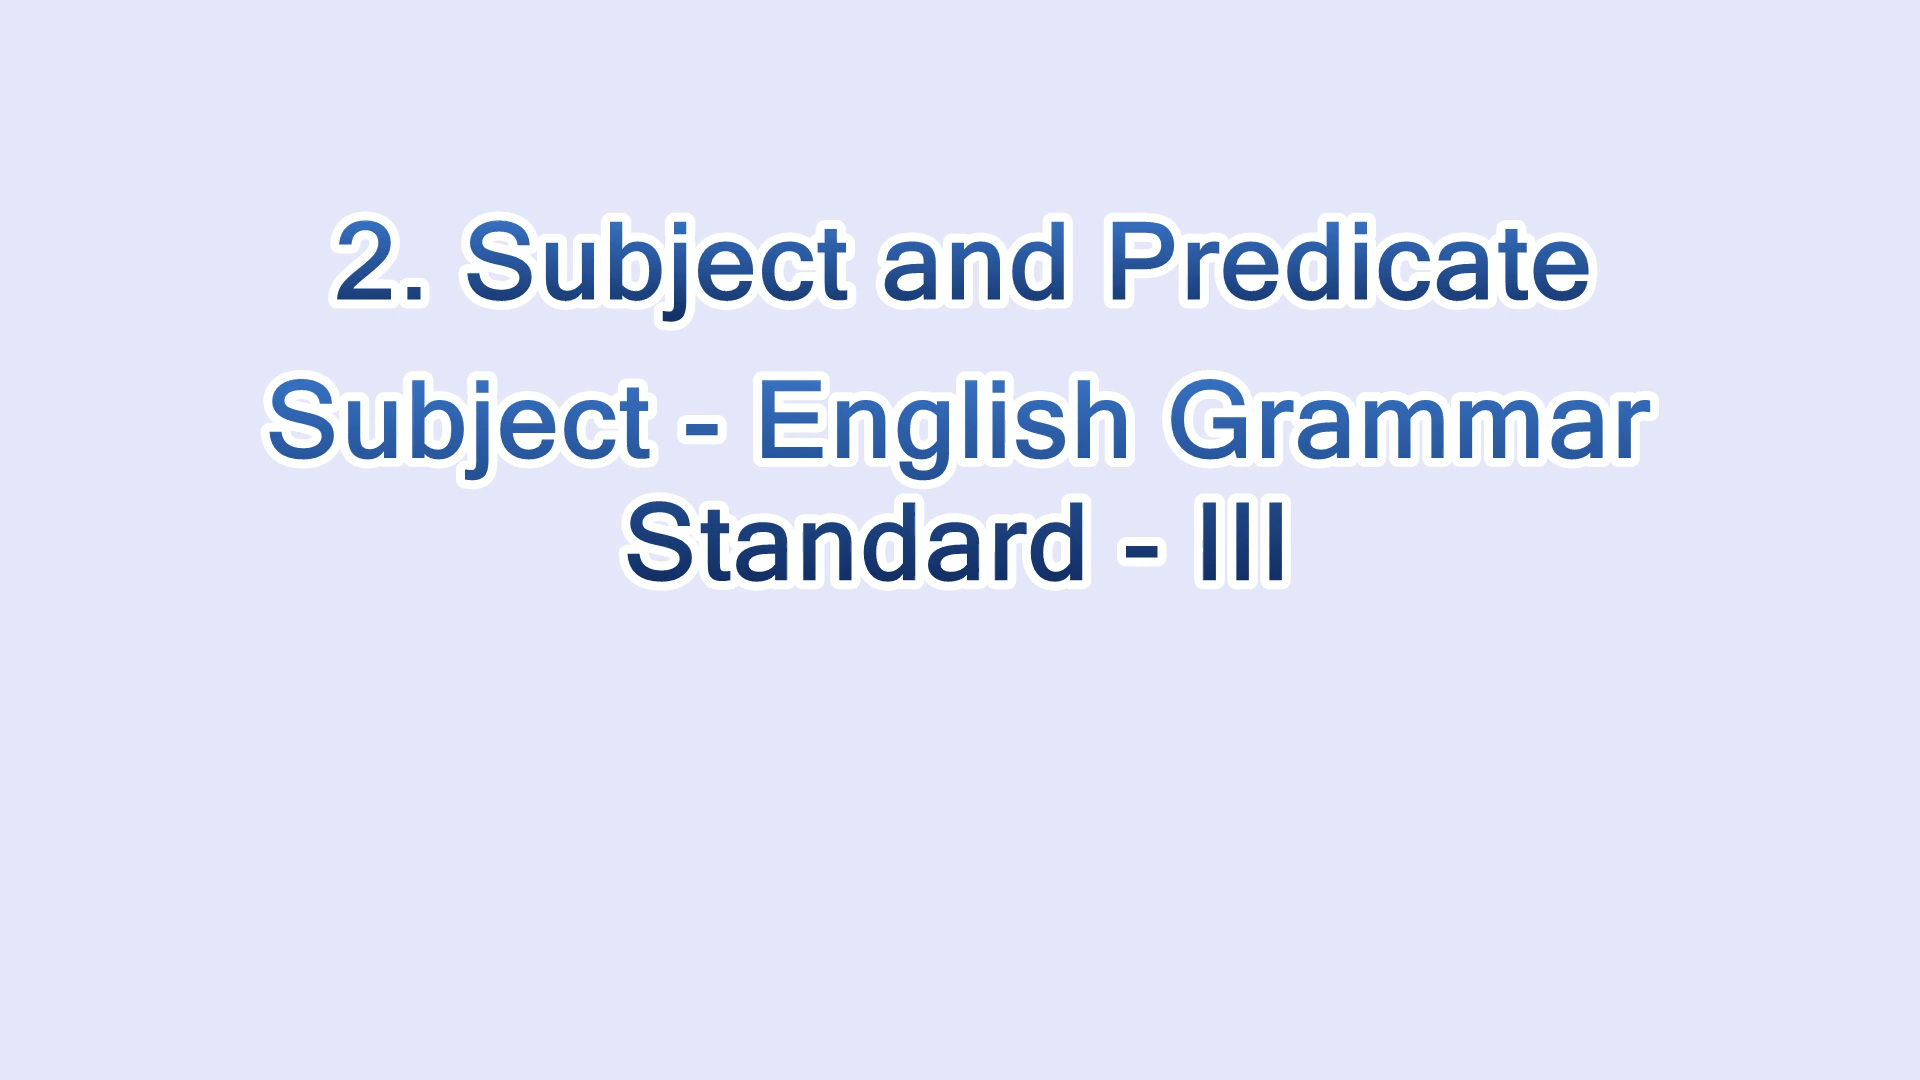 2. Subject and Predicate
Subject - English Grammar
Standard - III